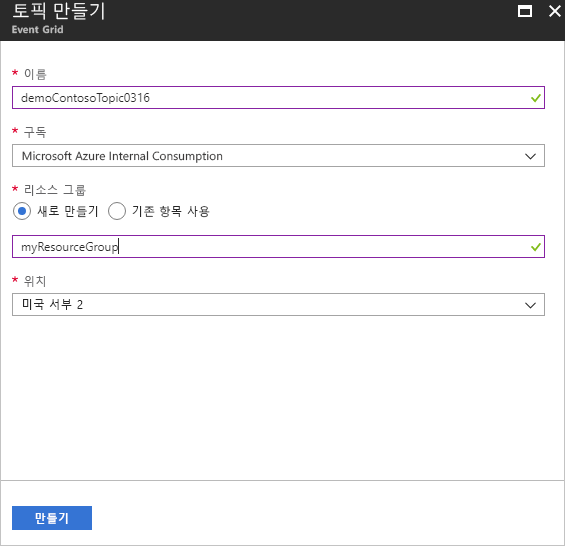 토픽 만들기
Event Grid
* 이름
demoContosoTopic0316
* 구독
Microsoft Azure Internal Consumption
* 리소스 그룹
새로 만들기 기존 항목 사용
myResourceGroup
* 위치
미국 서부 2
만들기